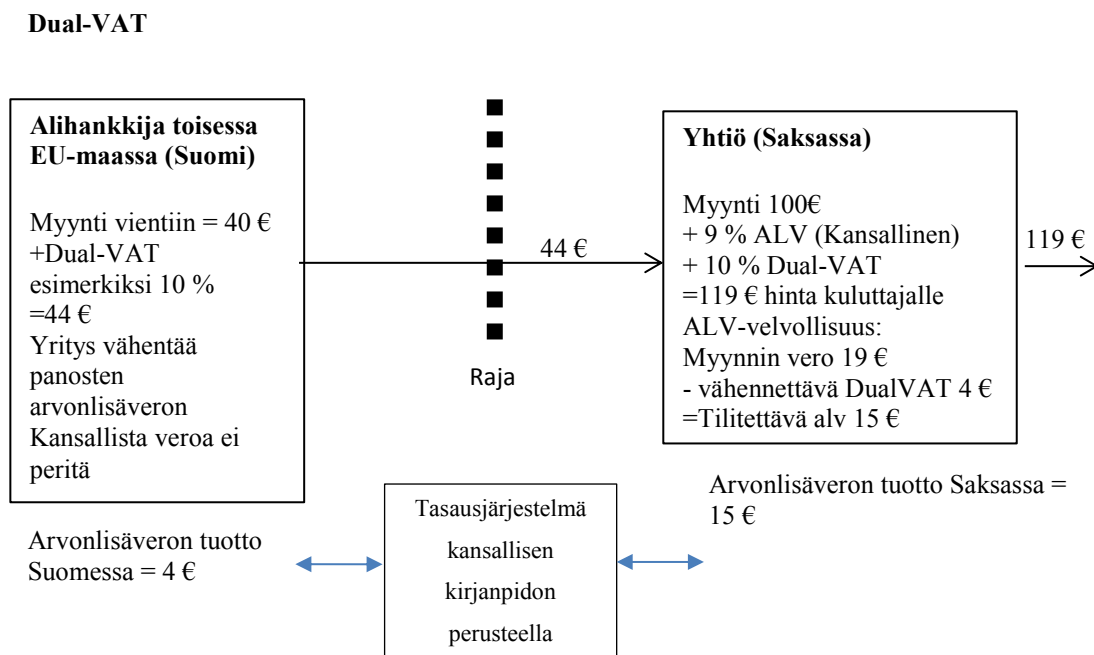 Dual-VAT
Alihankkija toisessa
EU-maassa (Suomi)
Myynti vientiin = 40 €
+Dual-VAT
esimerkiksi 10 %
=44 €
Yritys vähentää
panosten
arvonlisäveron
Kansallista veroa ei
peritä
Raja
44 €
Yhtiö (Saksassa)
Myynti 100€
+ 9 % ALV (Kansallinen)
+ 10 % Dual-VAT
=119 € hinta kuluttajalle
ALV-velvollisuus:
Myynnin vero 19 €
- vähennettävä DualVAT 4 €
=Tilitettävä alv 15 €
119 €
Arvonlisäveron tuotto
Suomessa = 4 €
Tasausjärjestelmä
kansallisen
kirjanpidon
perusteella
Arvonlisäveron tuotto Saksassa =
15 €